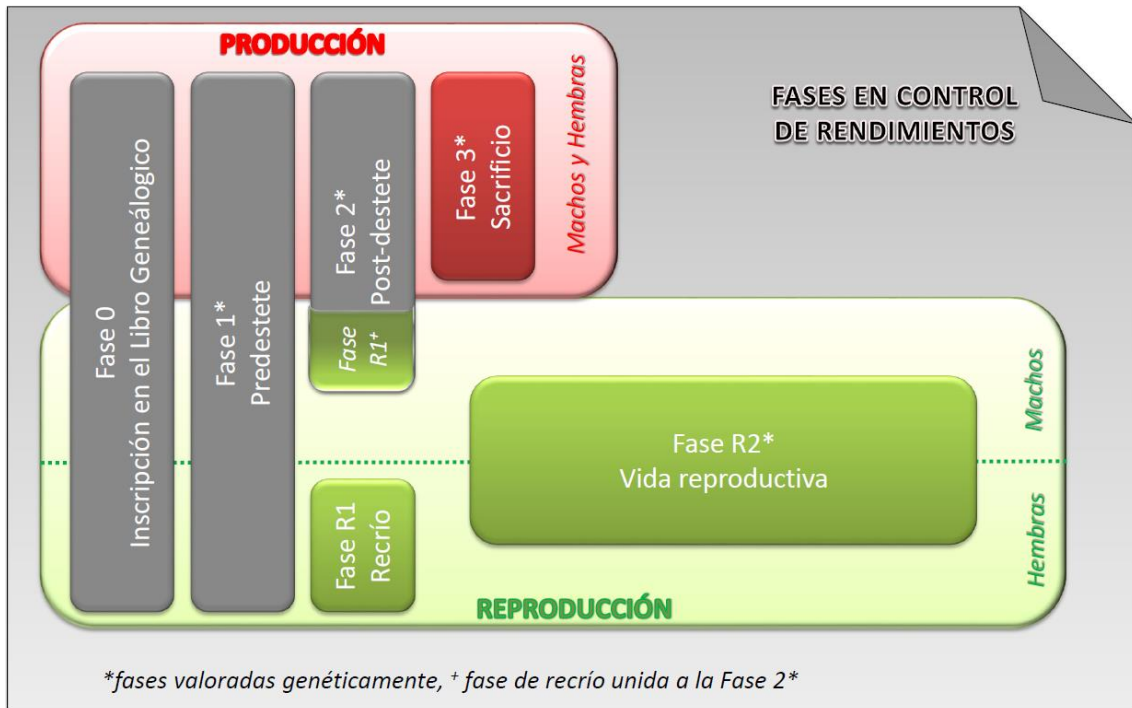 PRODUCCIÓN
FASES EN CONTROL
DE RENDIMIENTOS
Fase 0
Inscripción en el Libro Geneálogico
Fase 1*
Predestete
Fase 2*
Post-destete
Fase 3*
Sacrificio
Machos y Hembras
Fase
R1⁺
Fase R1
Recrío
Fase R2*
Vida reproductiva
Machos
Hembras
REPRODUCCIÓN
*fases valoradas genéticamente, ⁺ fase de recrío unida a la Fase 2*